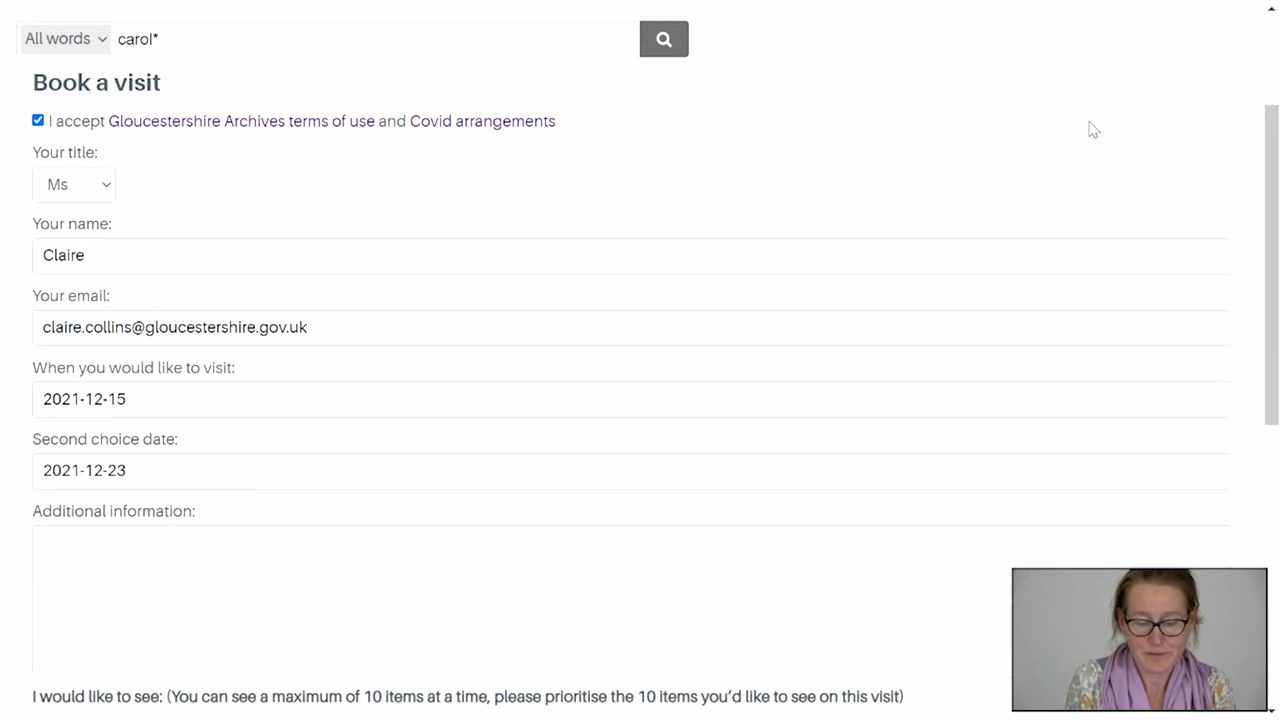 All words carol*
Book a visit
I accept Gloucestershire Archives terms of use and Covid arrangements
Your title:
Ms
Your name:
Claire
Your email:
claire.collins@gloucestershire.gov.uk
When you would like to visit:
2021-12-15
Second choice date:
2021-12-23
Additional information:
I would like to see: (You can see a maximum of 10 items at a time, please prioritise the 10 items you'd like to see on this visit)